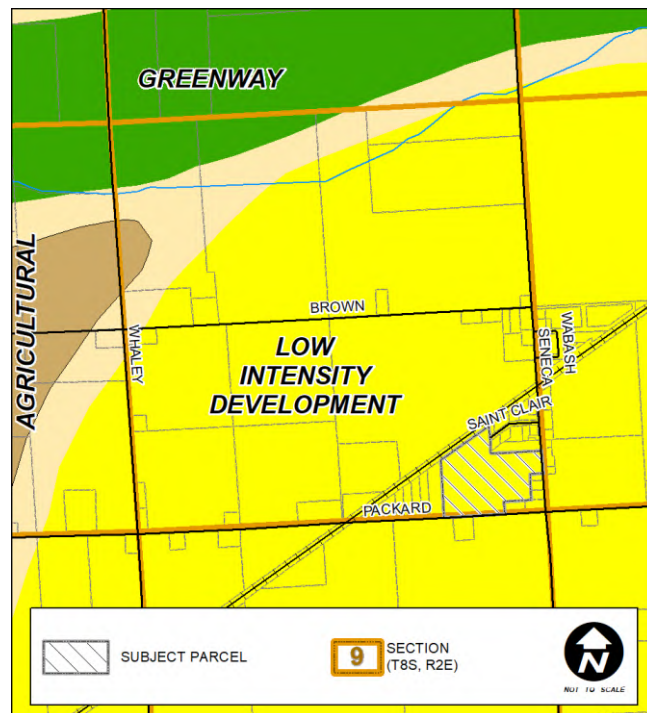 GREENWAY
AGRICULTURAL
BROWN
WHALEY
LOW
INTENSITY
DEVELOPMENT
SENECA
WABASH
SAINT CLAIR
PACKARD
SUBJECT PARCEL
9
SECTION
(T8S, R2E)
N
NOT TO SCALE